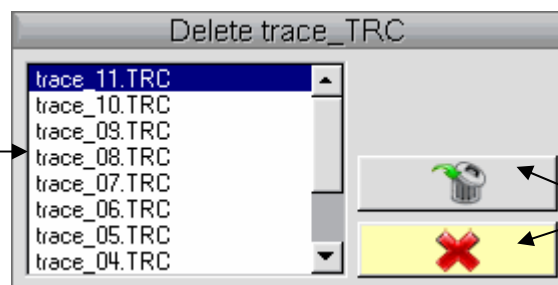 Delete trace_TRC
trace_11.TRC
trace_10.TRC
trace_09.TRC
trace_08.TRC
trace_07.TRC
trace_06.TRC
trace_05.TRC
trace_04.TRC